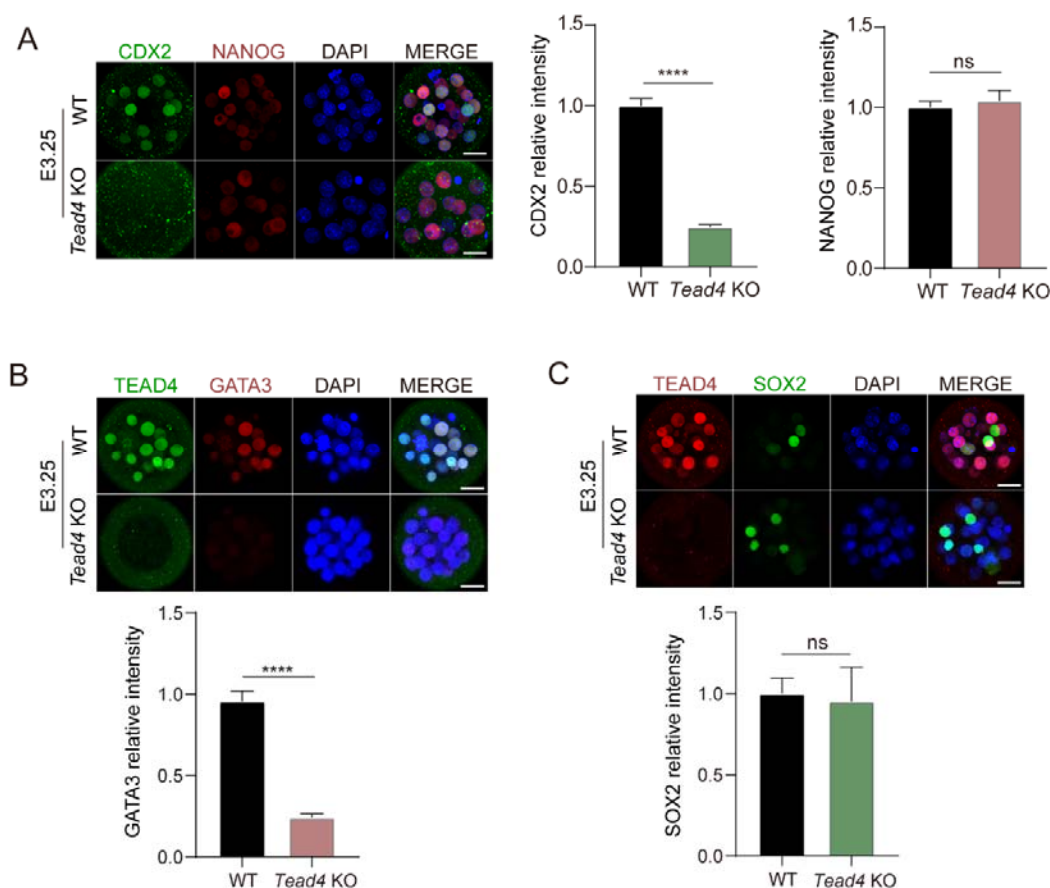 A
CDX2 NANOG DAPI MERGE
E3.25
WT
Tead4 KO
CDX2 relative intensity
1.5
1.0
0.5
0.0
****
WT Tead4 KO
NANOG relative intensity
1.5
1.0
0.5
0.0
ns
WT Tead4 KO
B
TEAD4 GATA3 DAPI MERGE
E3.25
WT
Tead4 KO
GATA3 relative intensity
1.5
1.0
0.5
0.0
****
WT Tead4 KO
C
TEAD4 SOX2 DAPI MERGE
E3.25
WT
Tead4 KO
SOX2 relative intensity
1.5
1.0
0.5
0.0
ns
WT Tead4 KO